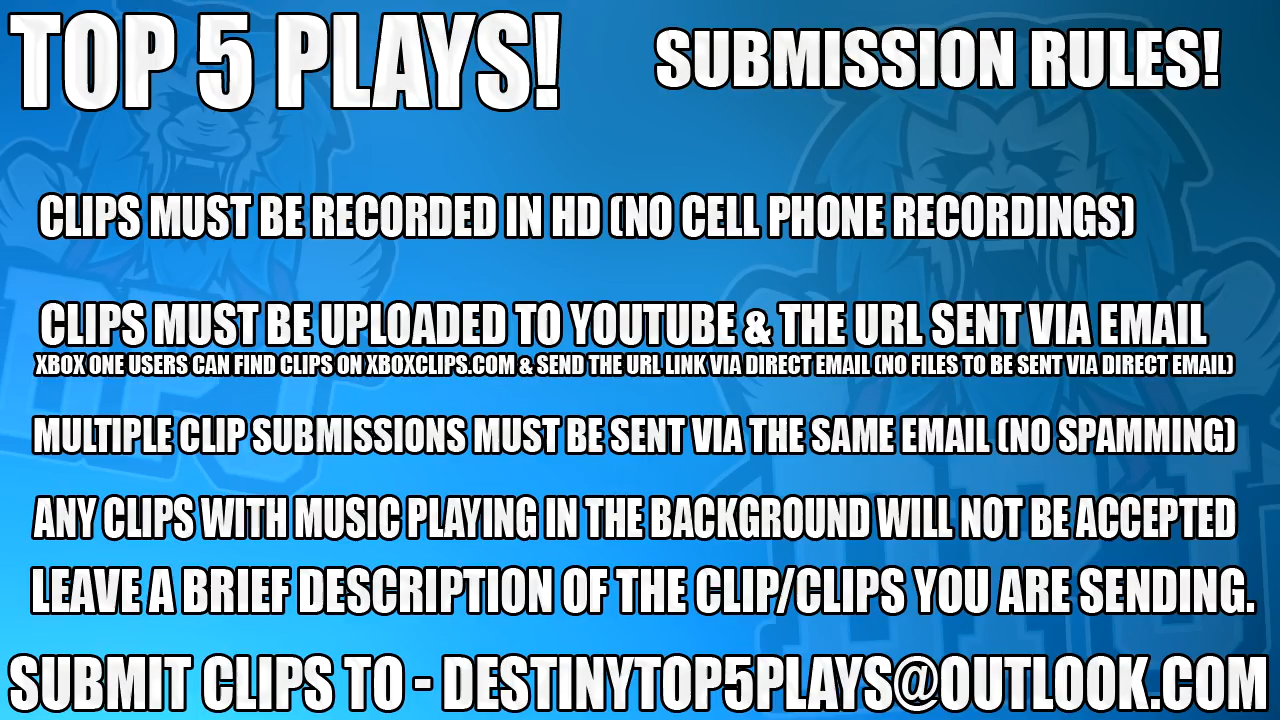 TOP 5 PLAYS!
SUBMISSION RULES!
CLIPS MUST BE RECORDED IN HD (NO CELL PHONE RECORDINGS)
CLIPS MUST BE UPLOADED TO YOUTUBE & THE URL SENT VIA EMAIL
XBOX ONE USERS CAN FIND CLIPS ON XBOXCLIPS.COM & SEND THE URL LINK VIA DIRECT EMAIL (NO FILES TO BE SENT VIA DIRECT EMAIL)
MULTIPLE CLIP SUBMISSIONS MUST BE SENT VIA THE SAME EMAIL (NO SPAMMING)
ANY CLIPS WITH MUSIC PLAYING IN THE BACKGROUND WILL NOT BE ACCEPTED
LEAVE A BRIEF DESCRIPTION OF THE CLIP/CLIPS YOU ARE SENDING.
SUBMIT CLIPS TO - DESTINYTOP5PLAYS@OUTLOOK.COM